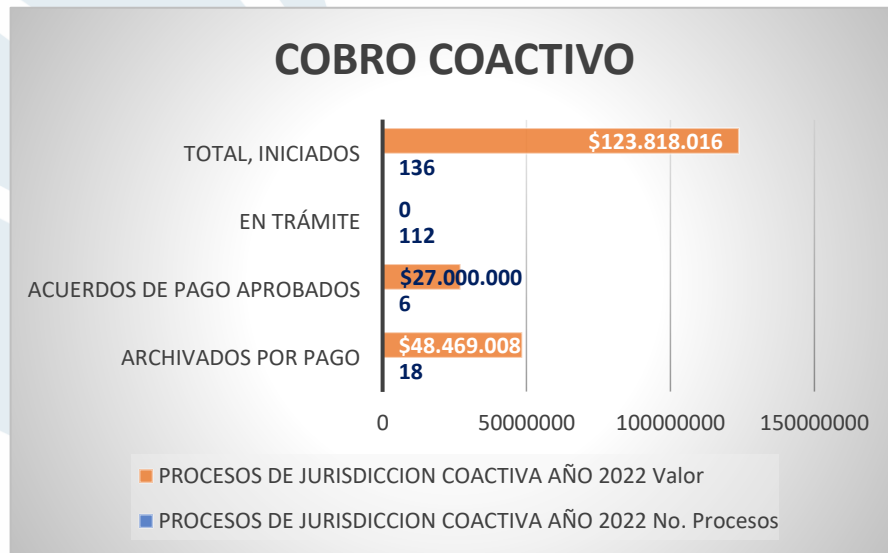 COBRO COACTIVO
TOTAL, INICIADOS
$123.818.016
136
EN TRÁMITE
0
112
ACUERDOS DE PAGO APROBADOS
$27.000.000
6
ARCHIVADOS POR PAGO
$48.469.008
18
0 50000000 100000000 150000000
PROCESOS DE JURISDICCION COACTIVA AÑO 2022 Valor
PROCESOS DE JURISDICCION COACTIVA AÑO 2022 No. Procesos